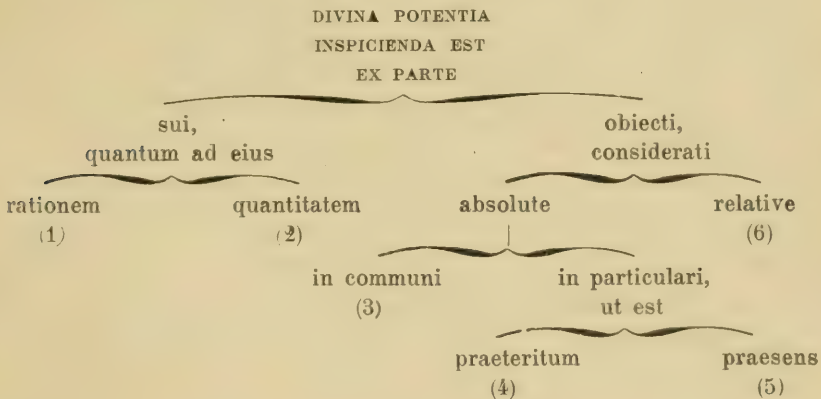 DIVINA POTENTIA
INSPICIENDA EST
EX PARTE
sui,
quantum ad eius
obiecti,
considerati
rationem
(1)
quantitatem
(2)
absolute
relative
(6)
in communi
(3)
in particulari,
ut est
praeteritum
(4)
praesens
(5)